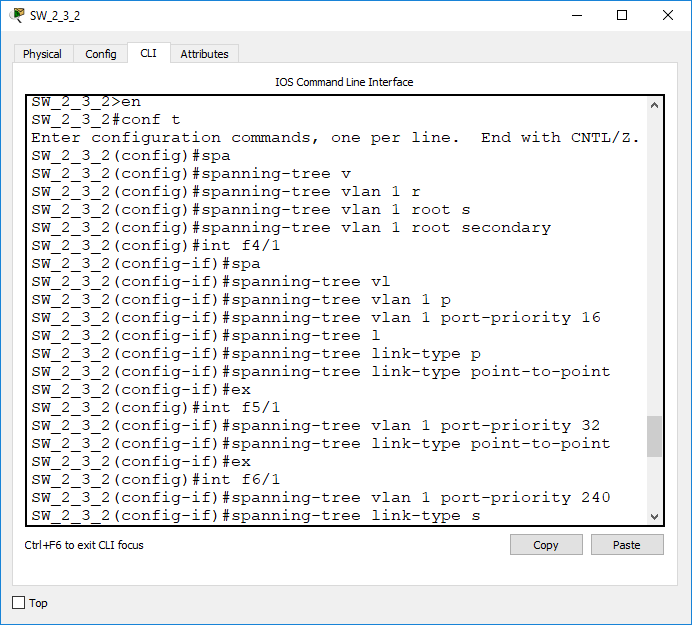 SW_2_3_2
Physical Config CLI Attributes
IOS Command Line Interface
SW_2_3_2>en
SW_2_3_2#conf t
Enter configuration commands, one per line.  End with CNTL/Z.
SW_2_3_2(config)#spa
SW_2_3_2(config)#spanning-tree v
SW_2_3_2(config)#spanning-tree vlan 1 r
SW_2_3_2(config)#spanning-tree vlan 1 root s
SW_2_3_2(config)#spanning-tree vlan 1 root secondary
SW_2_3_2(config)#int f4/1
SW_2_3_2(config-if)#spa
SW_2_3_2(config-if)#spanning-tree vl
SW_2_3_2(config-if)#spanning-tree vlan 1 p
SW_2_3_2(config-if)#spanning-tree vlan 1 port-priority 16
SW_2_3_2(config-if)#spanning-tree l
SW_2_3_2(config-if)#spanning-tree link-type p
SW_2_3_2(config-if)#spanning-tree link-type point-to-point
SW_2_3_2(config-if)#ex
SW_2_3_2(config)#int f5/1
SW_2_3_2(config-if)#spanning-tree vlan 1 port-priority 32
SW_2_3_2(config-if)#spanning-tree link-type point-to-point
SW_2_3_2(config-if)#ex
SW_2_3_2(config)#int f6/1
SW_2_3_2(config-if)#spanning-tree vlan 1 port-priority 240
SW_2_3_2(config-if)#spanning-tree link-type s
Ctrl+F6 to exit CLI focus
Copy Paste
Top